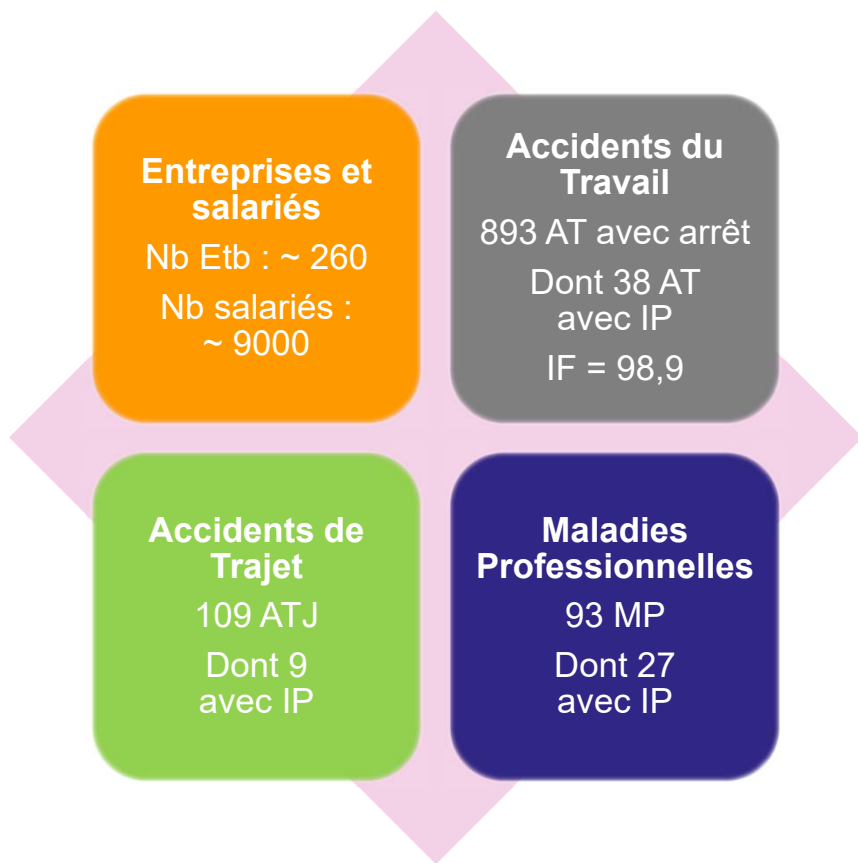 Entreprises et
salariés
Nb Etb : ~ 260
Nb salariés :
~ 9000
Accidents du
Travail
893 AT avec arrêt
Dont 38 AT
avec IP
IF = 98,9
Accidents de
Trajet
109 ATJ
Dont 9
avec IP
Maladies
Professionnelles
93 MP
Dont 27
avec IP